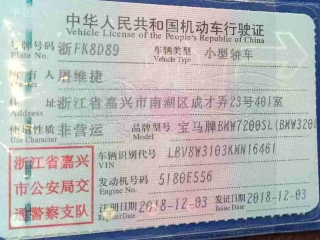 中华人民共和国机动车行驶证
Vehicle License of the People's Republic of China
号牌号码 浙FK8D89 车辆类型 小型轿车
Plate No. Vehicle Type
所有人 屠维捷
Owner
住址 浙江省嘉兴市南湖区成才弄23号401室
Address
使用性质 非营运 品牌型号 宝马牌BMW7200SL(BMW320L
车辆识别代号 LBV8W3103KMN16461
浙江省嘉兴
市公安局交
通警察支队
发动机号码 5180E556
Engine No.
注册日期 2018-12-03 发证日期 2018-12-03
Issue Date